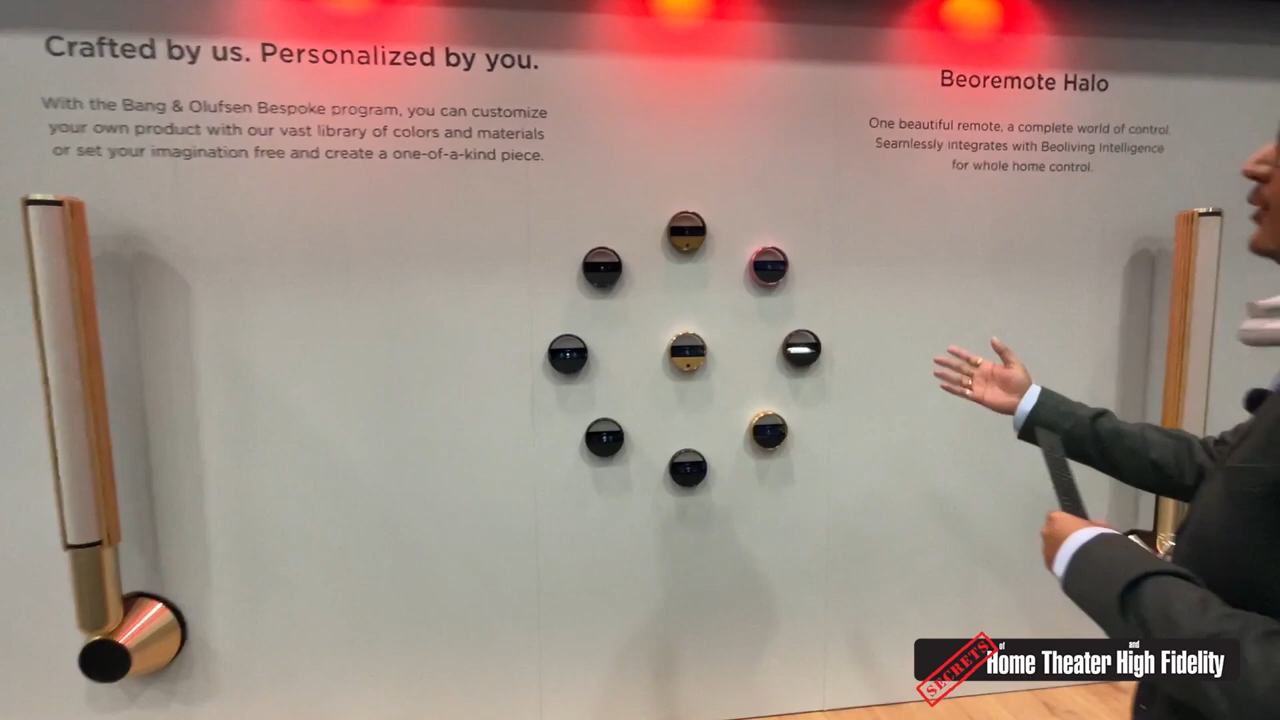 Crafted by us. Personalized by you.
With the Bang & Olufsen Bespoke program, you can customize
your own product with our vast library of colors and materials
or set your imagination free and create a one-of-a-kind piece.
Beoremote Halo
One beautiful remote, a complete world of control.
Seamlessly integrates with Beoliving Intelligence
for whole home control.
SECRETS of Home Theater and High Fidelity